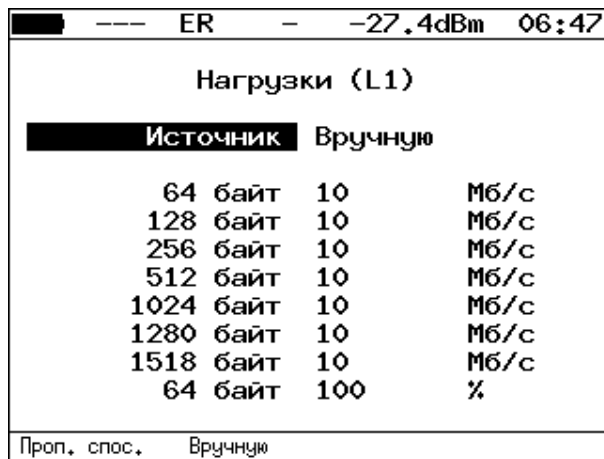 --- ER - -27.4dBm 06:47
Нагрузки (L1)
Источник Вручную
64 байт 10 Мб/с
128 байт 10 Мб/с
256 байт 10 Мб/с
512 байт 10 Мб/с
1024 байт 10 Мб/с
1280 байт 10 Мб/с
1518 байт 10 Мб/с
64 байт 100 %
Проп. спос. Вручную